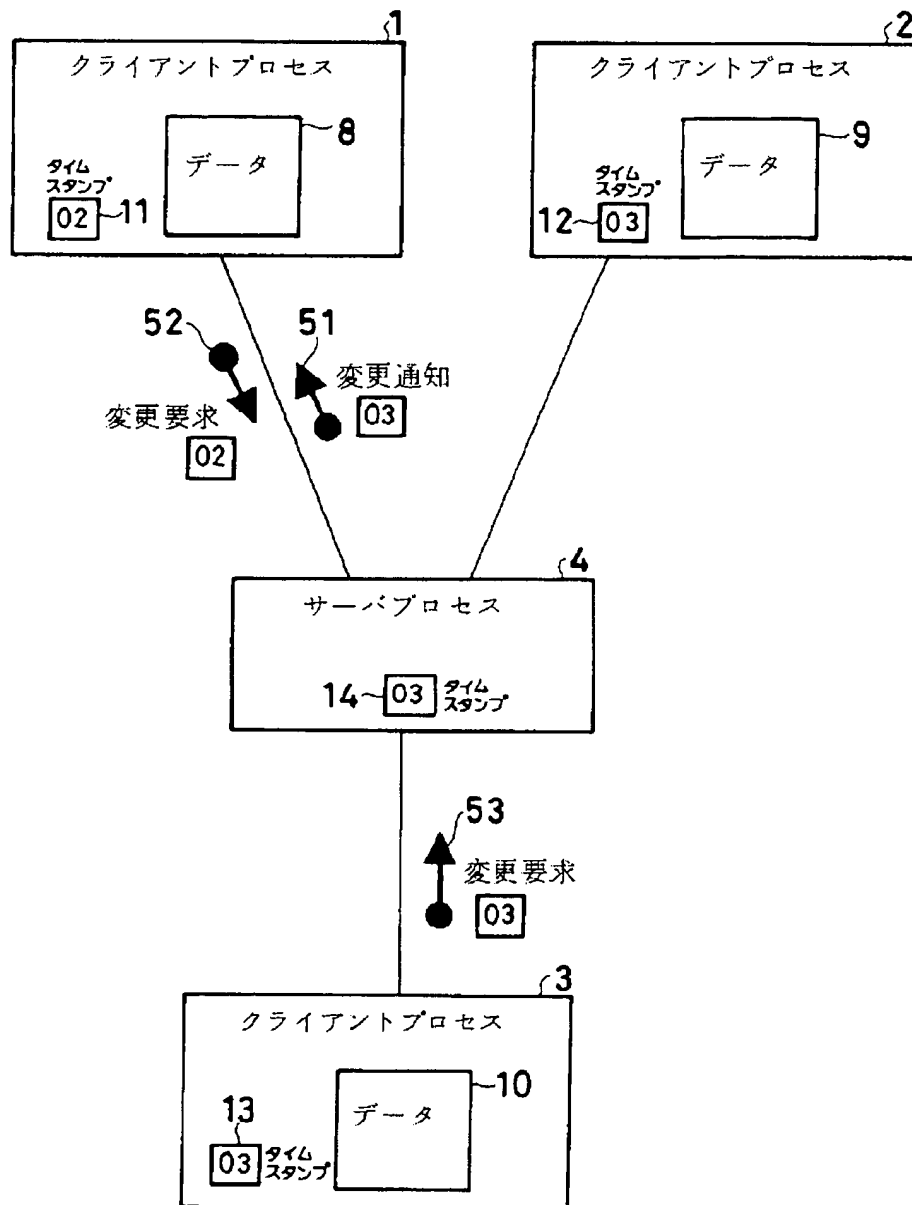 1
クライアントプロセス
8
データ
タイム
スタンプ
02
11
2
クライアントプロセス
9
データ
タイム
スタンプ
12
03
52
51
変更通知
03
変更要求
02
4
サーバプロセス
14
03
タイム
スタンプ
53
変更要求
03
3
クライアントプロセス
10
データ
13
03
タイム
スタンプ